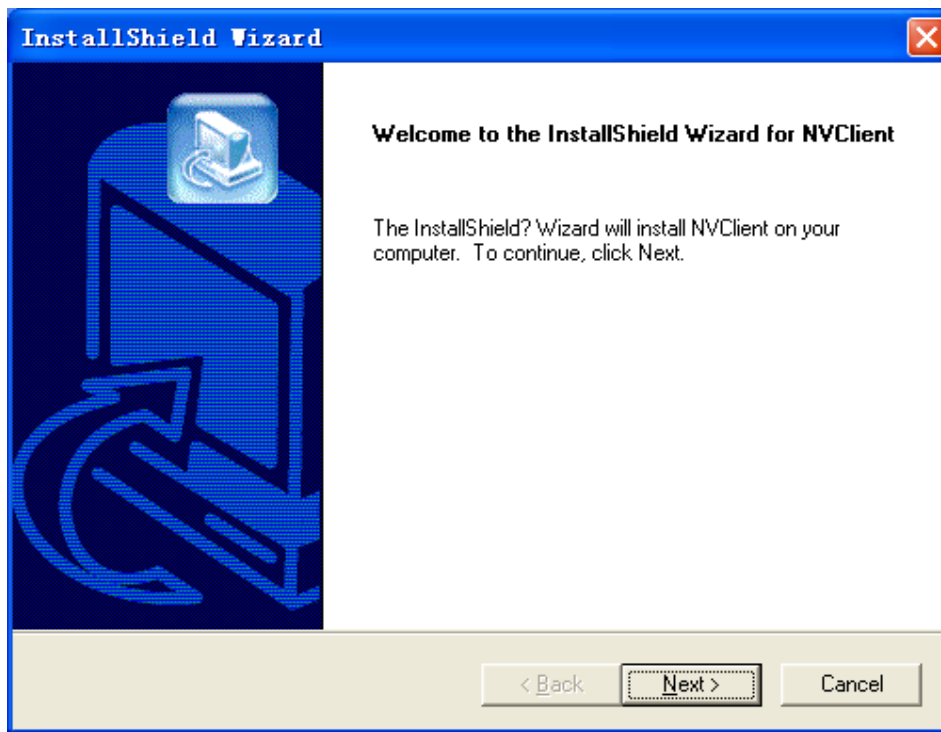 InstallShield Wizard
Welcome to the InstallShield Wizard for NVClient
The InstallShield? Wizard will install NVClient on your
computer.  To continue, click Next.
< Back
Next >
Cancel